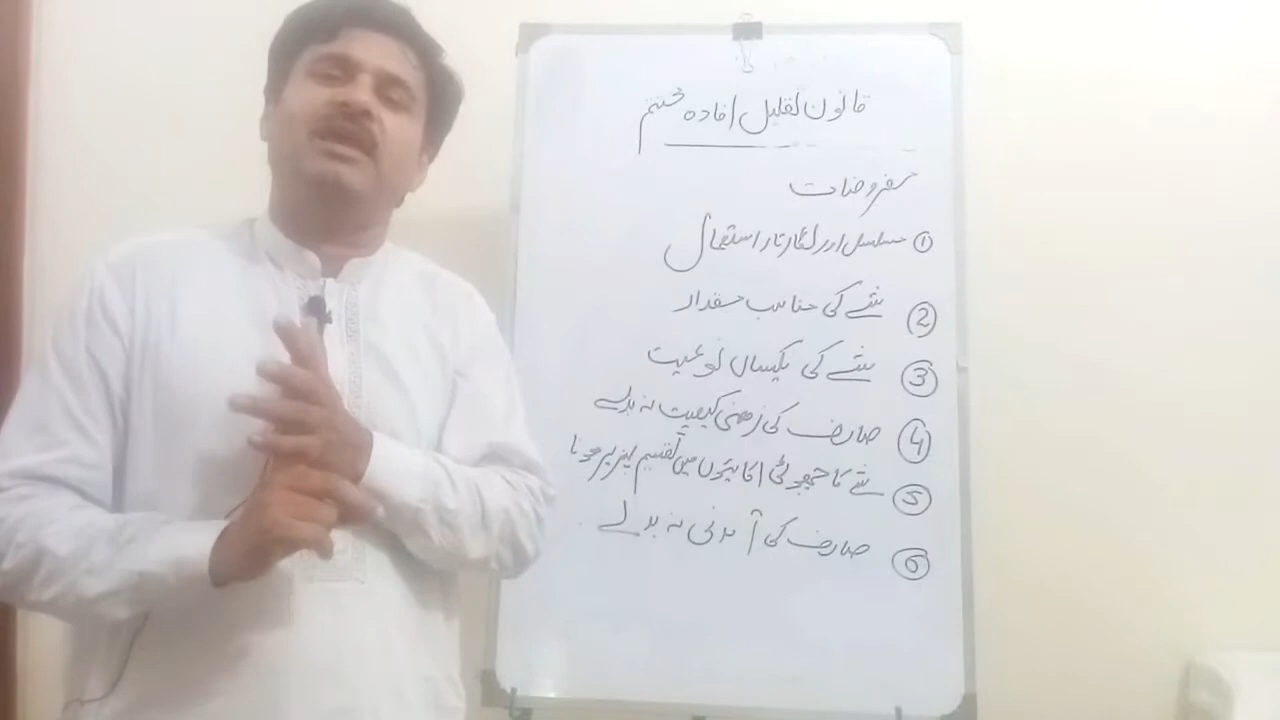 قانون تقلیل افادہ مختتم
مفروضات
① مسلسل اور لگارتار استعمال
② شے کی مناسب مقدار
③ شے کی یکساں نوعیت
④ صارف کی ذہنی کیفیت نہ بدلے
⑤ شے کا چھوٹی اکائیوں میں تقسیم پزیر ہونا
⑥ صارف کی آمدنی نہ بدلے